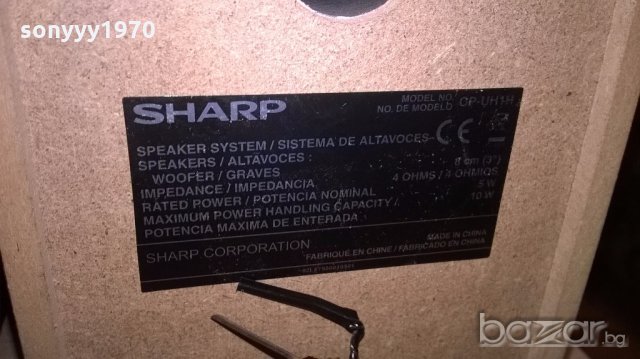 sonyyy1970
SHARP
MODEL NO. CP-UH1H
NO. DE MODELO
SPEAKER SYSTEM / SISTEMA DE ALTAVOCES
SPEAKERS / ALTAVOCES :
WOOFER / GRAVES 8 cm (3")
IMPEDANCE / IMPEDANCIA 4 OHMS / 4 OHMIOS
RATED POWER / POTENCIA NOMINAL 5 W
MAXIMUM POWER HANDLING CAPACITY / 10 W
POTENCIA MAXIMA DE ENTERADA
CE
SHARP CORPORATION
MADE IN CHINA
FABRIQUE EN CHINE / FABRICADO EN CHINA
bazar.bg